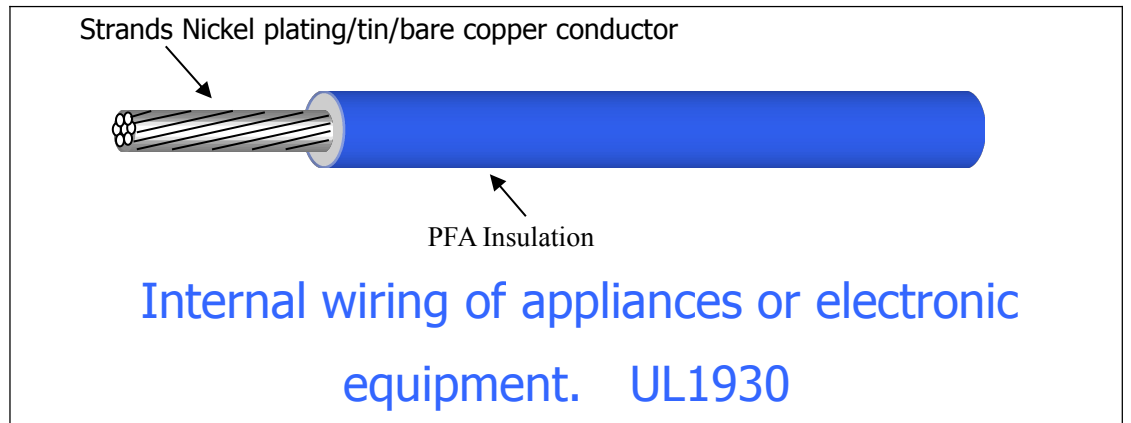 Strands Nickel plating/tin/bare copper conductor
PFA Insulation
Internal wiring of appliances or electronic
equipment. UL1930